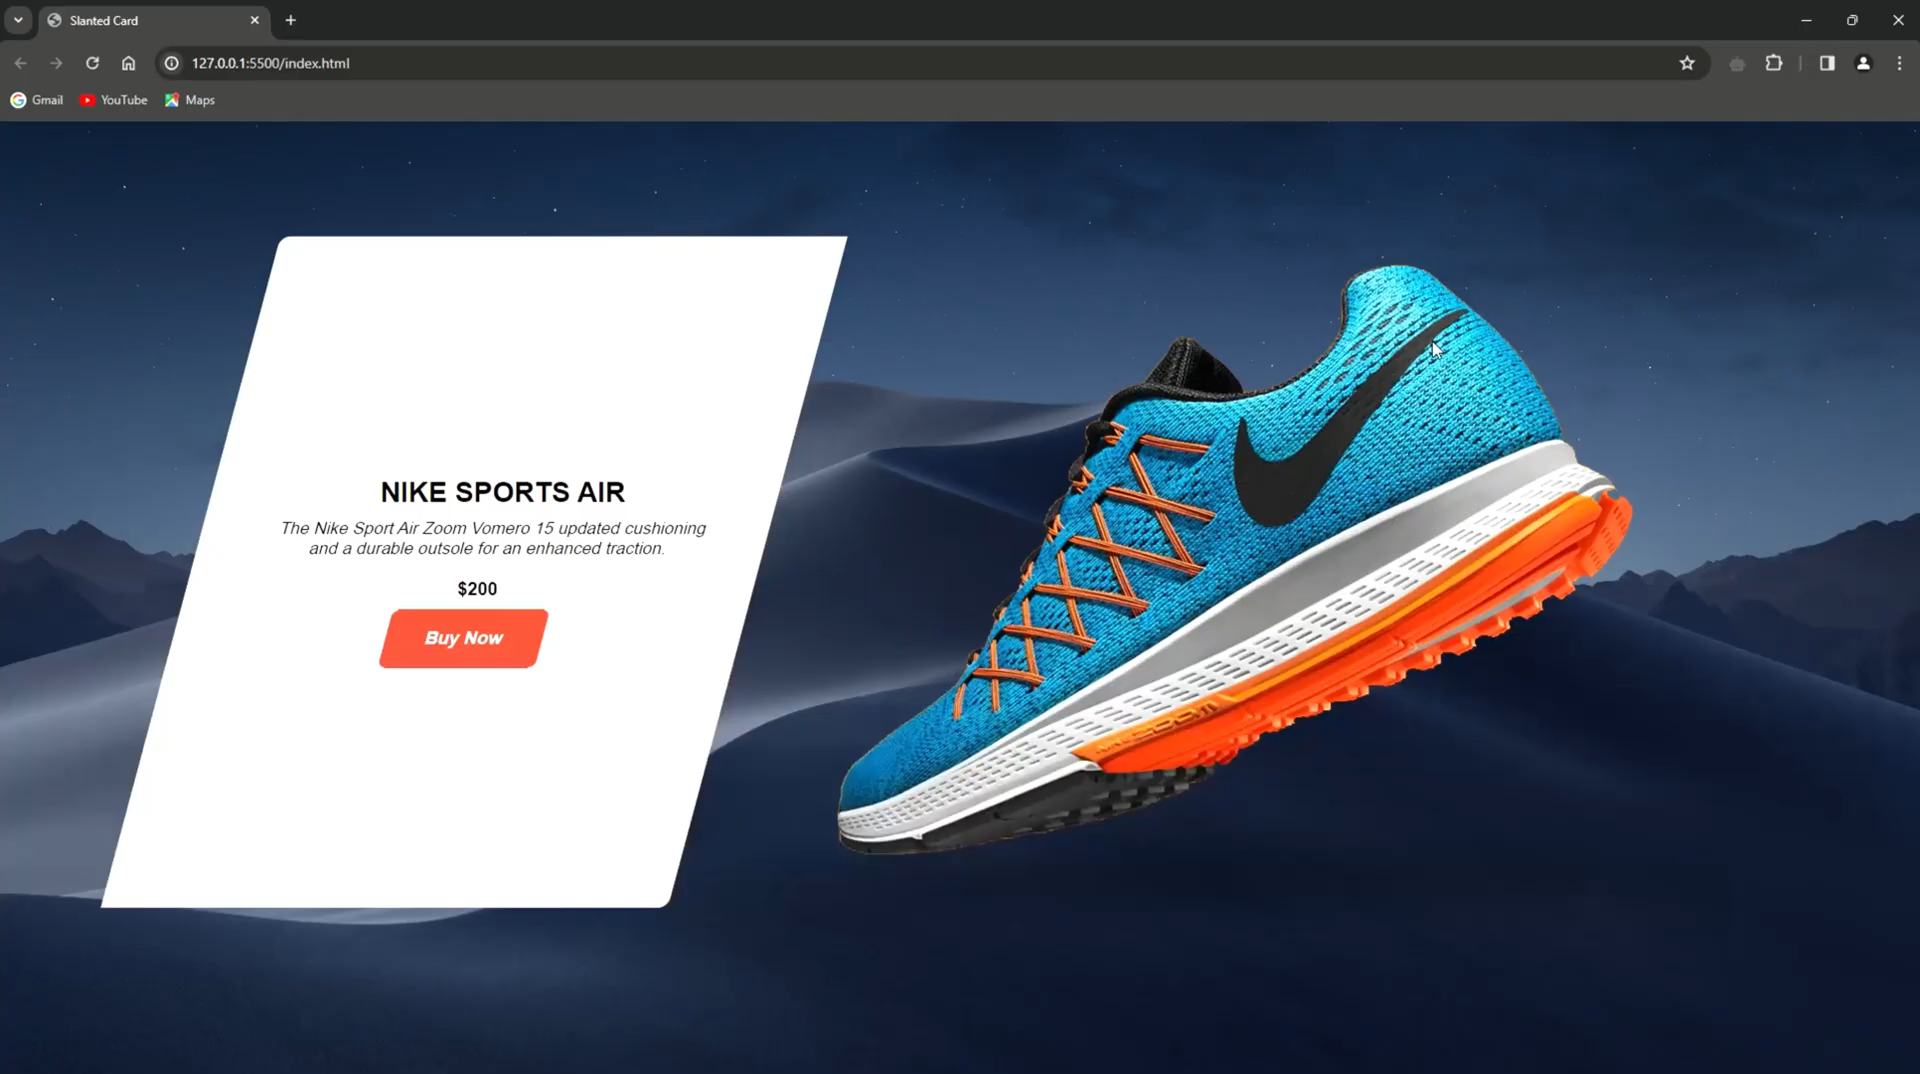 Slanted Card
127.0.0.1:5500/index.html
Gmail YouTube Maps
NIKE SPORTS AIR
The Nike Sport Air Zoom Vomero 15 updated cushioning
and a durable outsole for an enhanced traction.
$200
Buy Now
ZOOM